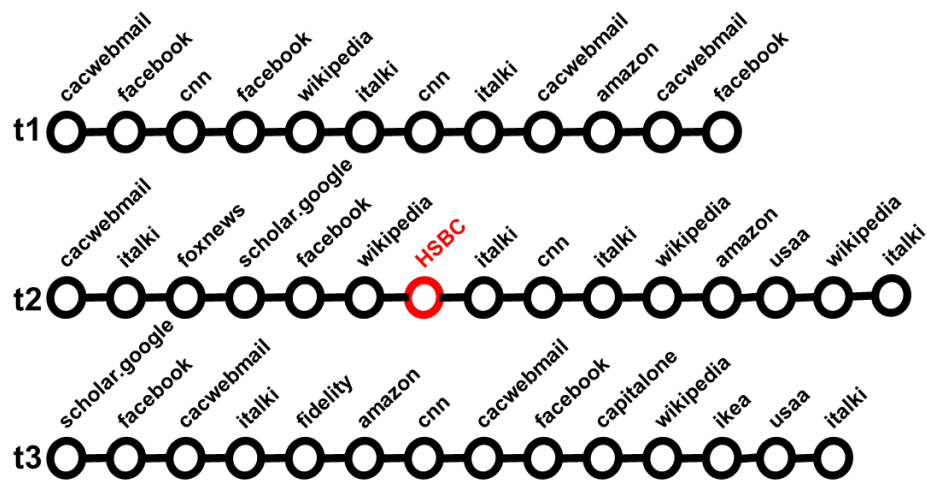 cacwebmail facebook cnn facebook wikipedia italki cnn italki cacwebmail amazon cacwebmail facebook
t1
cacwebmail italki foxnews scholar.google facebook wikipedia HSBC italki cnn italki wikipedia amazon usaa wikipedia italki
t2
scholar.google facebook cacwebmail italki fidelity amazon cnn cacwebmail facebook capitalone wikipedia ikea usaa italki
t3